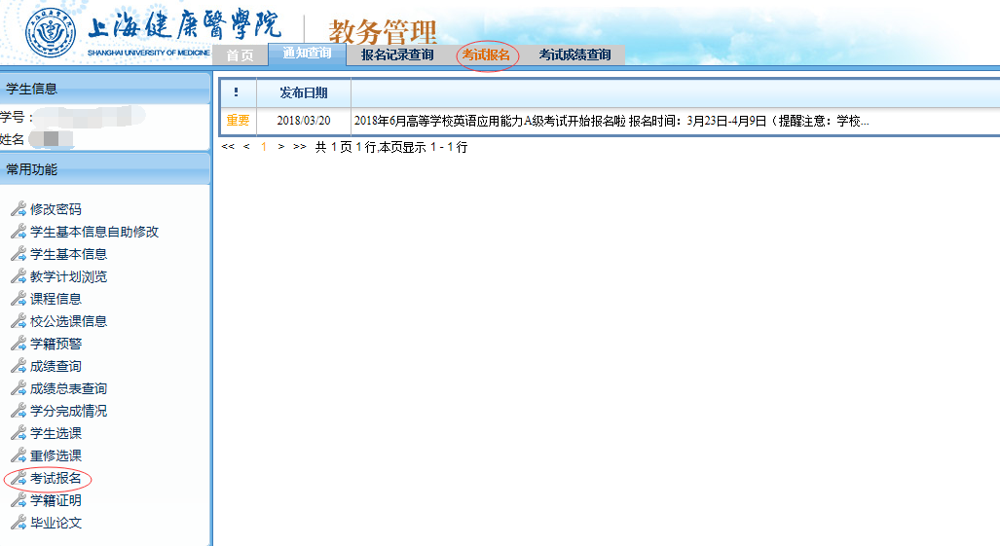 上海健康醫學院
SHANGHAI UNIVERSITY OF MEDICINE
教务管理
首页 通知查询 报名记录查询 考试报名 考试成绩查询
学生信息
学号：
姓名
常用功能
修改密码
学生基本信息自助修改
学生基本信息
教学计划浏览
课程信息
校公选课信息
学籍预警
成绩查询
成绩总表查询
学分完成情况
学生选课
重修选课
考试报名
学籍证明
毕业论文
! 发布日期
重要 2018/03/20 2018年6月高等学校英语应用能力A级考试开始报名啦 报名时间：3月23日-4月9日（提醒注意：学校...
<< < 1 > >> 共 1 页 1 行,本页显示 1 - 1 行